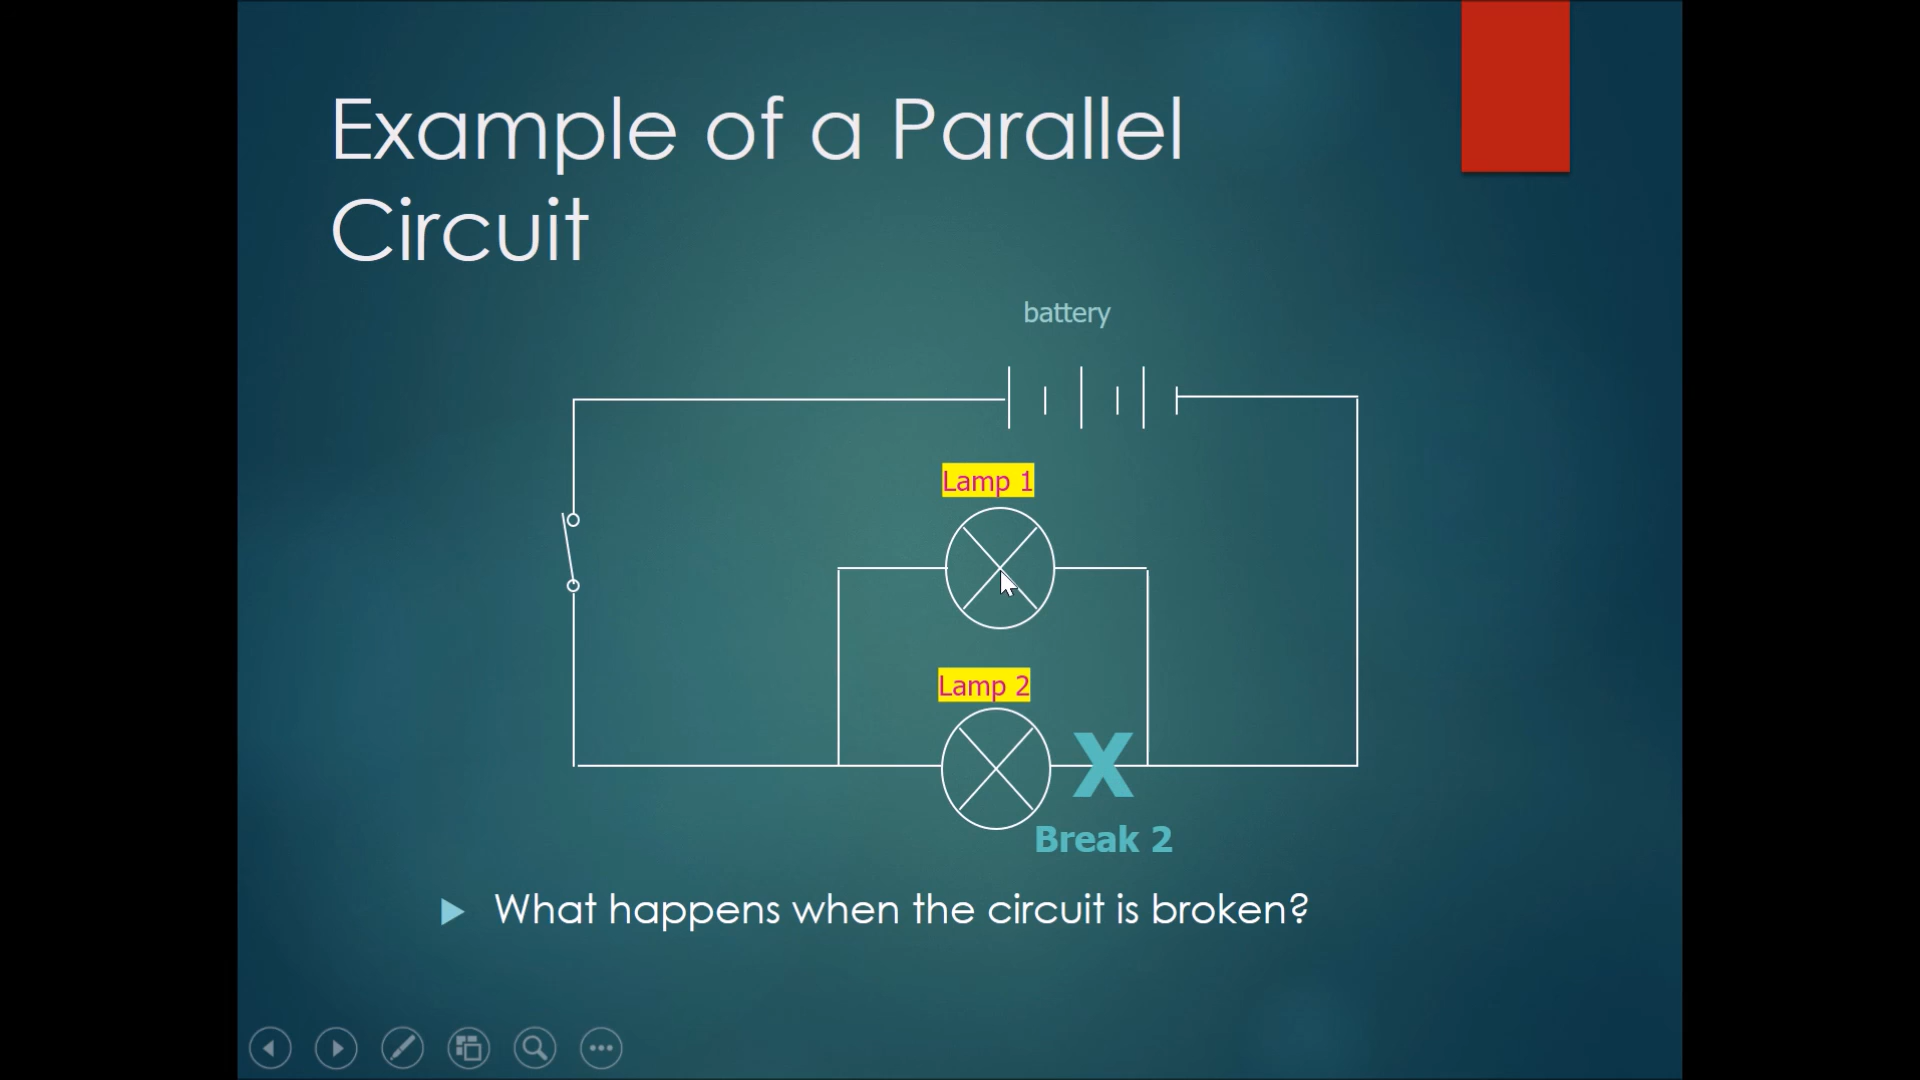 Example of a Parallel
Circuit
battery
Lamp 1
Lamp 2
X
Break 2
What happens when the circuit is broken?